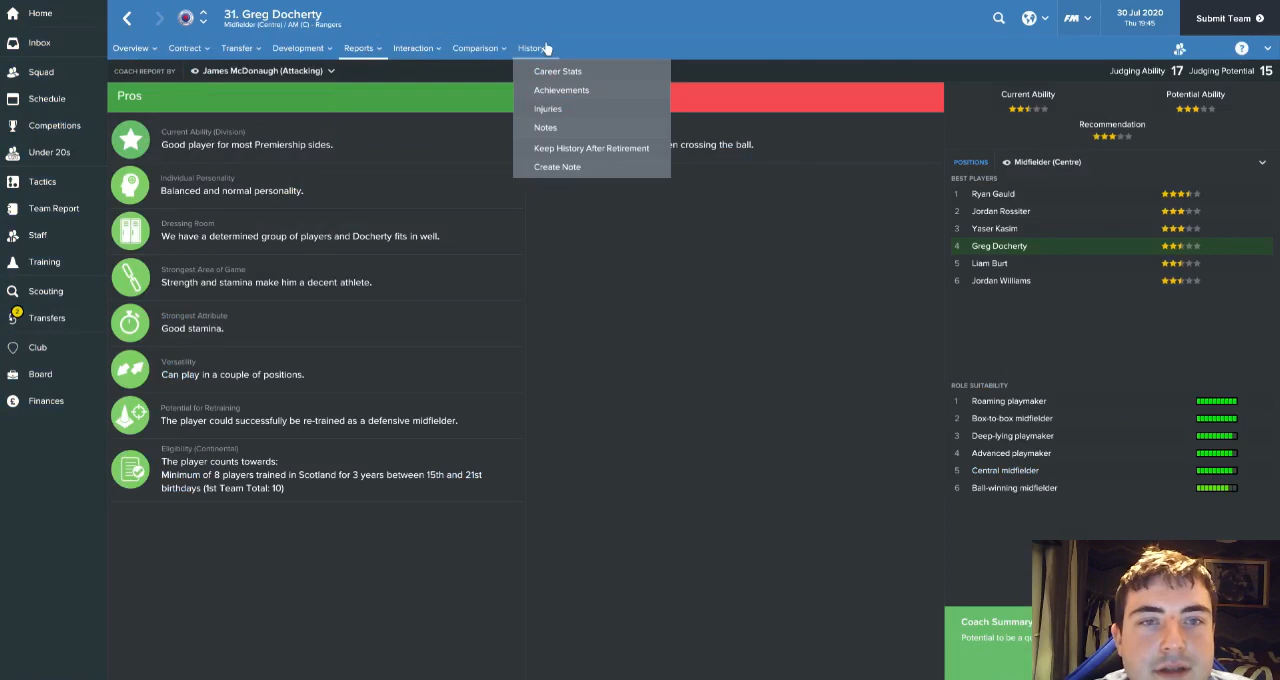 Home
Inbox
Squad
Schedule
Competitions
Under 20s
Tactics
Team Report
Staff
Training
Scouting
2
Transfers
Club
Board
Finances
31. Greg Docherty
Midfielder (Centre) / AM (C) - Rangers
FM
30 Jul 2020
Thu 19:45
Submit Team
Overview
Contract
Transfer
Development
Reports
Interaction
Comparison
History
?
COACH REPORT BY
James McDonaugh (Attacking)
Judging Ability 17 Judging Potential 15
Career Stats
Achievements
Injuries
Notes
Keep History After Retirement
Create Note
Pros
Current Ability (Division)
Good player for most Premiership sides.
Individual Personality
Balanced and normal personality.
Dressing Room
We have a determined group of players and Docherty fits in well.
Strongest Area of Game
Strength and stamina make him a decent athlete.
Strongest Attribute
Good stamina.
Versatility
Can play in a couple of positions.
Potential for Retraining
The player could successfully be re-trained as a defensive midfielder.
Eligibility (Continental)
The player counts towards:
Minimum of 8 players trained in Scotland for 3 years between 15th and 21st
birthdays (1st Team Total: 10)
crossing the ball.
Current Ability
Potential Ability
Recommendation
POSITIONS
Midfielder (Centre)
BEST PLAYERS
1 Ryan Gauld
2 Jordan Rossiter
3 Yaser Kasim
4 Greg Docherty
5 Liam Burt
6 Jordan Williams
ROLE SUITABILITY
1 Roaming playmaker
2 Box-to-box midfielder
3 Deep-lying playmaker
4 Advanced playmaker
5 Central midfielder
6 Ball-winning midfielder
Coach Summary
Potential to be a